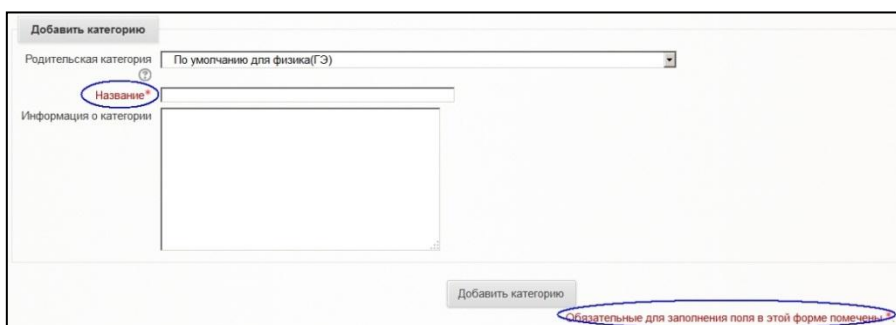 Добавить категорию
Родительская категория По умолчанию для физика(ГЭ)
Название*
Информация о категории
Добавить категорию
Обязательные для заполнения поля в этой форме помечены *